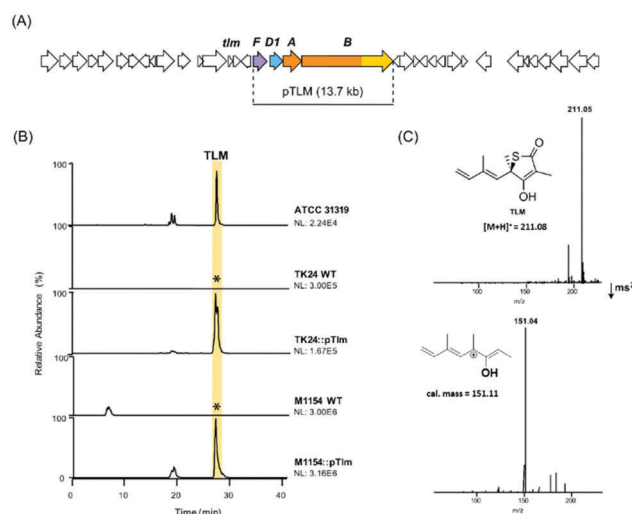 (A)
tlm F D1 A B
pTLM (13.7 kb)
(B)
TLM
100
ATCC 31319
NL: 2.24E4
100
TK24 WT
*
NL: 3.00E5
100
TK24::pTlm
NL: 1.67E5
100
M1154 WT
*
NL: 3.00E6
100
M1154::pTlm
NL: 3.16E6
0
0 10 20 30 40
Time (min)
Relative Abundance (%)
(C)
211.05
S
O
OH
TLM
[M+H]⁺ = 211.08
100 150 200
m/z
151.04
OH
cal. mass = 151.11
100 150 200
m/z